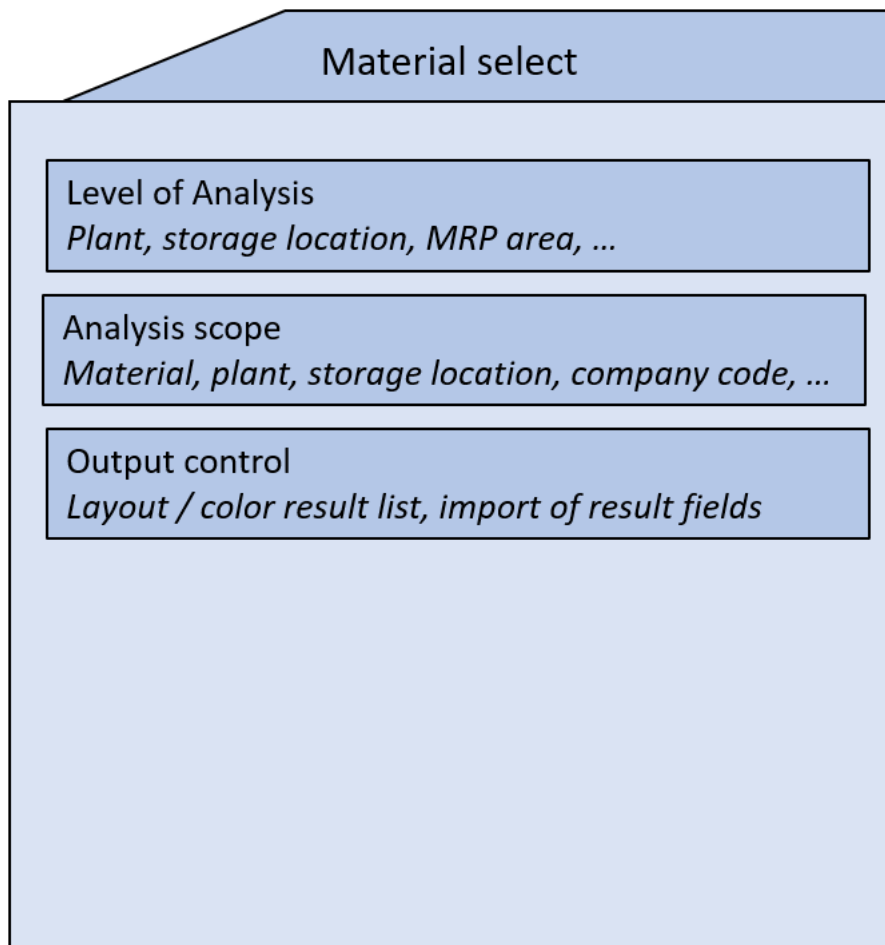 Material select
Level of Analysis
Plant, storage location, MRP area, ...
Analysis scope
Material, plant, storage location, company code, ...
Output control
Layout / color result list, import of result fields